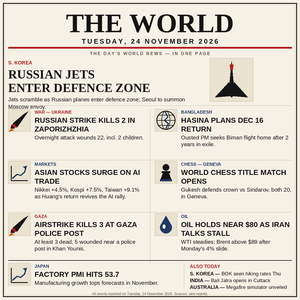 THE WORLD
TUESDAY, 24 NOVEMBER 2026
THE DAY'S WORLD NEWS — IN ONE PAGE
S. KOREA
RUSSIAN JETS
ENTER DEFENCE ZONE
Jets scramble as Russian planes enter defence zone; Seoul to summon
Moscow envoy.
WAR — UKRAINE
RUSSIAN STRIKE KILLS 2 IN
ZAPORIZHZHIA
Overnight attack wounds 22, incl. 2 children.
BANGLADESH
HASINA PLANS DEC 16
RETURN
Ousted PM seeks Biman flight home after 2
years in exile.
MARKETS
ASIAN STOCKS SURGE ON AI
TRADE
Nikkei +4.5%, Kospi +7.5%, Taiwan +9.1%
as Huang's return revives the AI rally.
CHESS — GENEVA
WORLD CHESS TITLE MATCH
OPENS
Gukesh defends crown vs Sindarov, both 20,
in Geneva.
GAZA
AIRSTRIKE KILLS 3 AT GAZA
POLICE POST
At least 3 dead, 5 wounded near a police
post in Khan Younis.
OIL
OIL HOLDS NEAR $80 AS IRAN
TALKS STALL
WTI steadies; Brent above $89 after
Monday's 4% slide.
JAPAN
FACTORY PMI HITS 53.7
Manufacturing growth tops forecasts in November.
ALSO TODAY
S. KOREA — BOK seen hiking rates Thu
INDIA — Bali Jatra opens in Cuttack
AUSTRALIA — Megafire smoulder unveiled